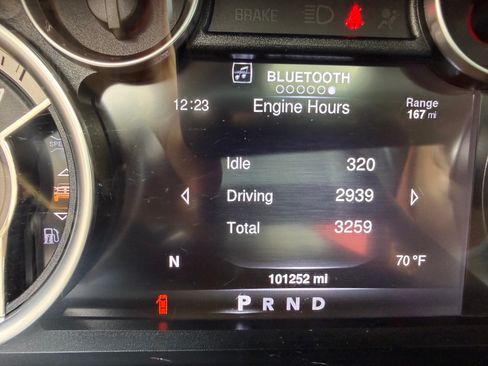 BRAKE
BLUETOOTH
12:23
Engine Hours
Range
167 mi
Idle 320
Driving 2939
Total 3259
N
70 °F
101252 mi
P R N D